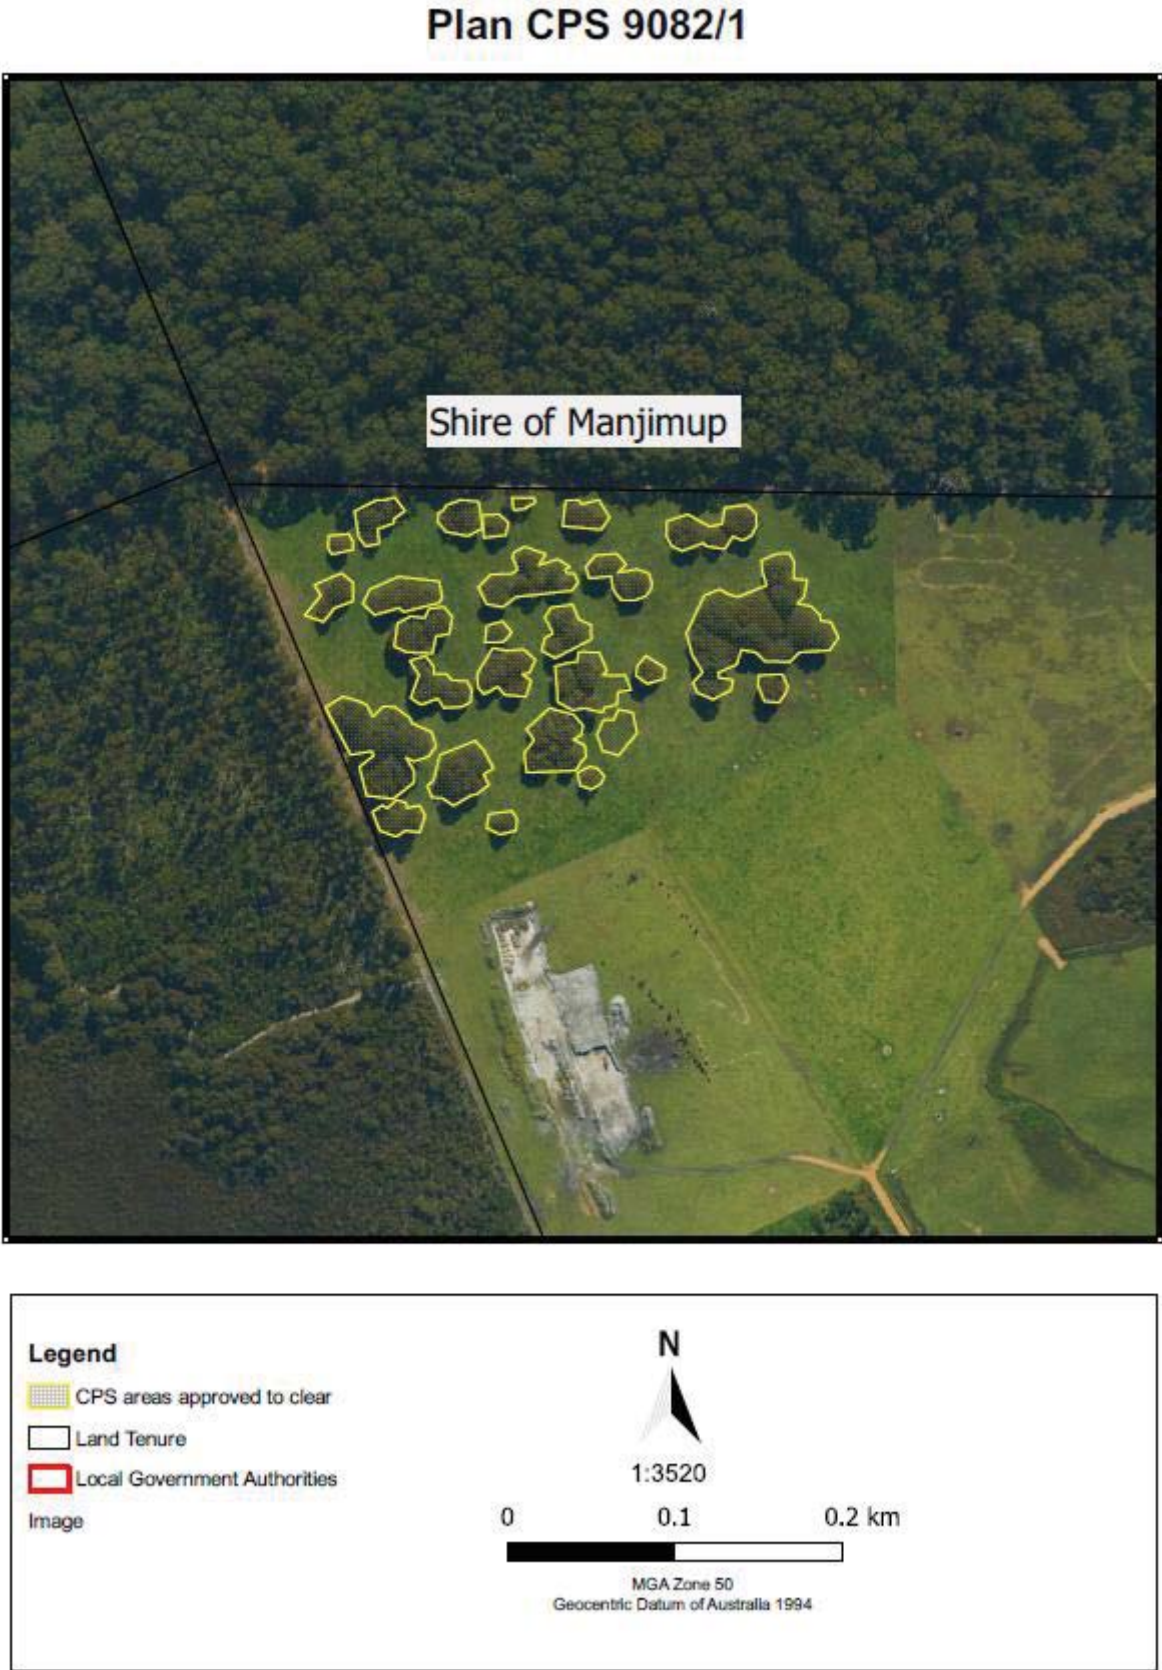 Plan CPS 9082/1
Shire of Manjimup
Legend
CPS areas approved to clear
Land Tenure
Local Government Authorities
Image
N
1:3520
0 0.1 0.2 km
MGA Zone 50
Geocentric Datum of Australia 1994